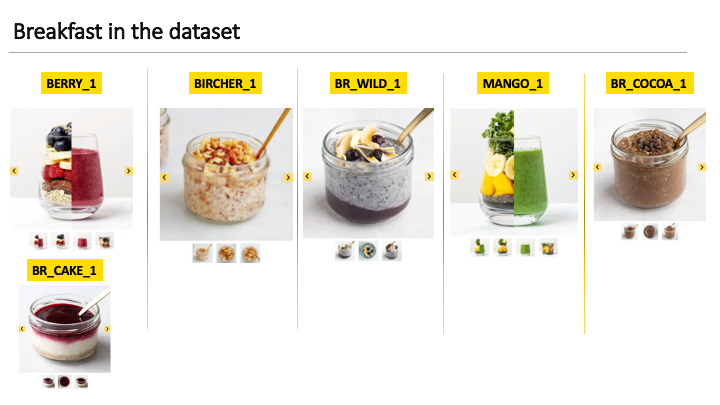 Breakfast in the dataset
BERRY_1
BIRCHER_1
BR_WILD_1
MANGO_1
BR_COCOA_1
BR_CAKE_1